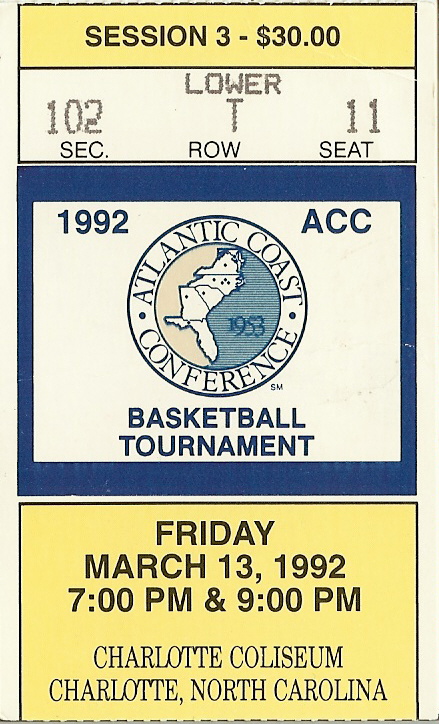 SESSION 3 - $30.00
LOWER
102 T 11
SEC. ROW SEAT
1992 ACC
ATLANTIC COAST
1953
CONFERENCE
SM
BASKETBALL
TOURNAMENT
FRIDAY
MARCH 13, 1992
7:00 PM & 9:00 PM
CHARLOTTE COLISEUM
CHARLOTTE, NORTH CAROLINA